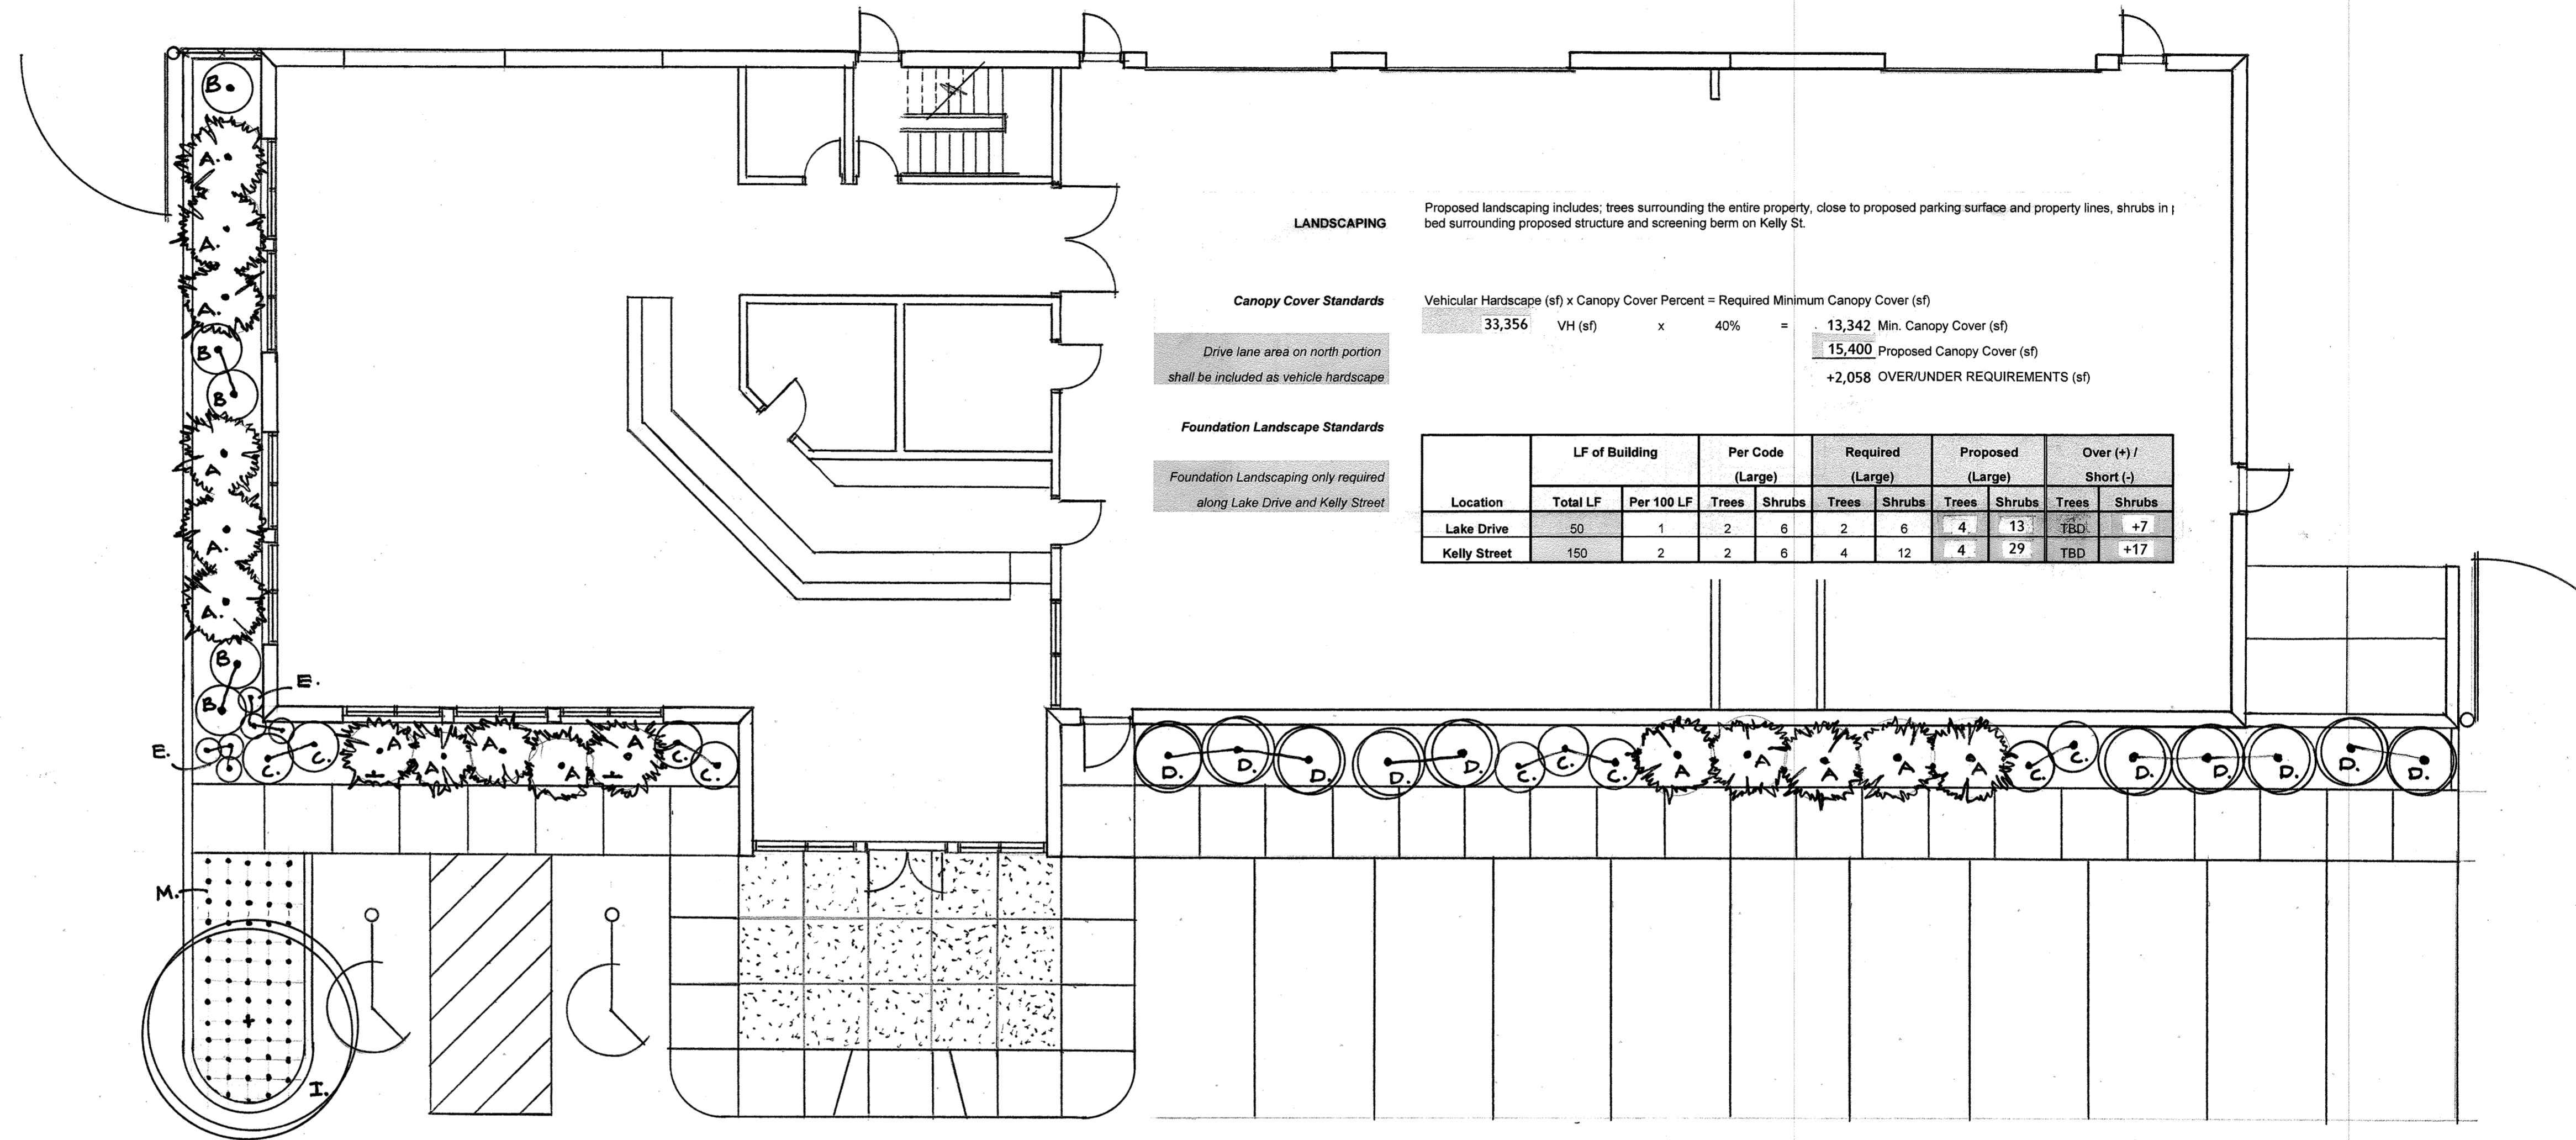 B.
A.
A.
A.
B
B
A
A.
A.
B.
B.
E.
E.
C.
C.
A
A
A
A
A
C.
C.
D.
D.
D.
D.
D.
C.
C.
C.
A
A
A
A
A
C.
C.
D.
D.
D.
D.
D.
M.
I.
LANDSCAPING
Proposed landscaping includes; trees surrounding the entire property, close to proposed parking surface and property lines, shrubs in
bed surrounding proposed structure and screening berm on Kelly St.
Canopy Cover Standards
Vehicular Hardscape (sf) x Canopy Cover Percent = Required Minimum Canopy Cover (sf)
33,356 VH (sf) x 40% = 13,342 Min. Canopy Cover (sf)
Drive lane area on north portion
15,400 Proposed Canopy Cover (sf)
shall be included as vehicle hardscape
+2,058 OVER/UNDER REQUIREMENTS (sf)
Foundation Landscape Standards
Foundation Landscaping only required
along Lake Drive and Kelly Street
LF of Building Per Code Required Proposed Over (+) /
(Large) (Large) (Large) Short (-)
Location Total LF Per 100 LF Trees Shrubs Trees Shrubs Trees Shrubs Trees Shrubs
Lake Drive 50 1 2 6 2 6 4 13 TBD +7
Kelly Street 150 2 2 6 4 12 4 29 TBD +17